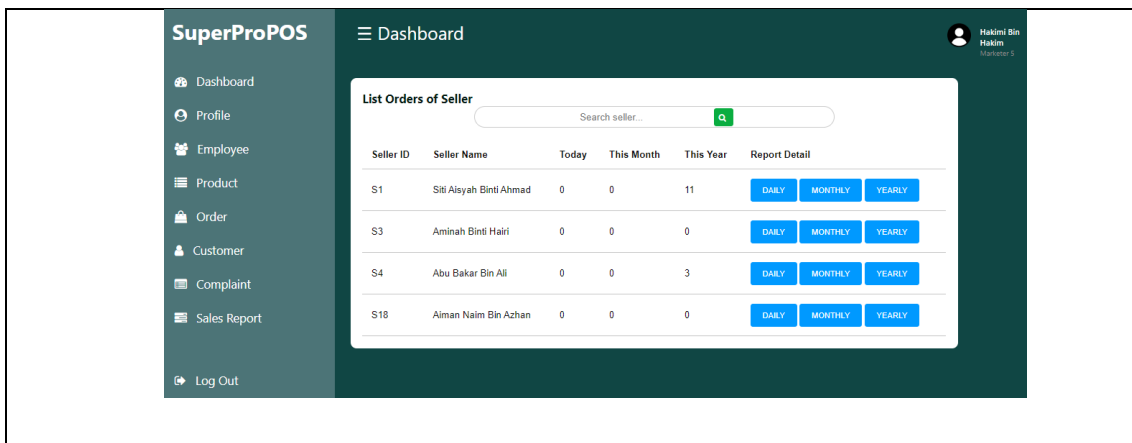 SuperProPOS
☰ Dashboard
Hakimi Bin
Hakim
Marketer S
Dashboard
Profile
Employee
Product
Order
Customer
Complaint
Sales Report
Log Out
List Orders of Seller
Search seller...
Seller ID Seller Name Today This Month This Year Report Detail
S1 Siti Aisyah Binti Ahmad 0 0 11 DAILY MONTHLY YEARLY
S3 Aminah Binti Hairi 0 0 0 DAILY MONTHLY YEARLY
S4 Abu Bakar Bin Ali 0 0 3 DAILY MONTHLY YEARLY
S18 Aiman Naim Bin Azhan 0 0 0 DAILY MONTHLY YEARLY